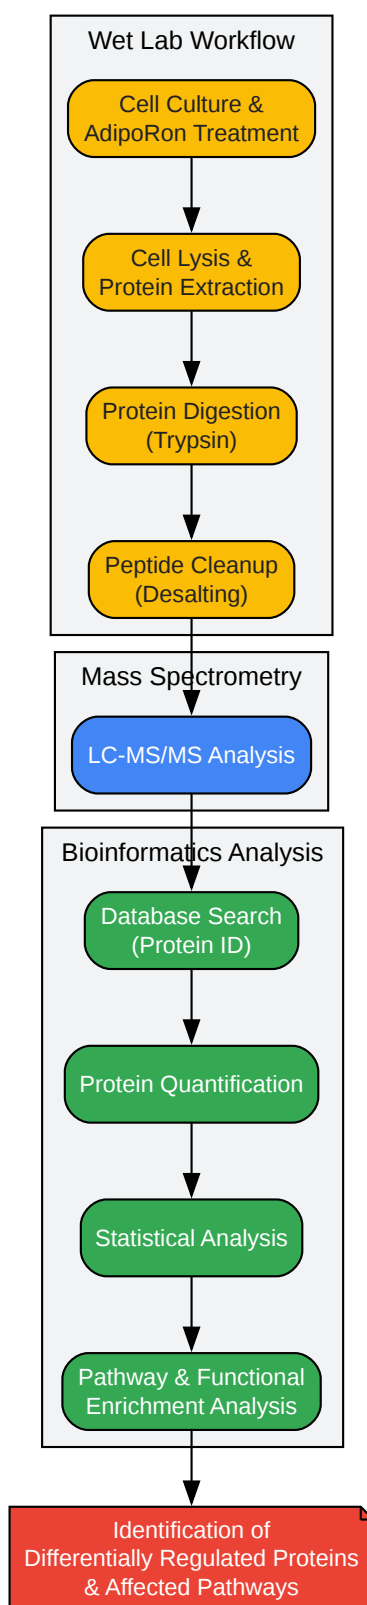 Wet Lab Workflow
Cell Culture &
AdipoRon Treatment
Cell Lysis &
Protein Extraction
Protein Digestion
(Trypsin)
Peptide Cleanup
(Desalting)
Mass Spectrometry
LC-MS/MS Analysis
Bioinformatics Analysis
Database Search
(Protein ID)
Protein Quantification
Statistical Analysis
Pathway & Functional
Enrichment Analysis
Identification of
Differentially Regulated Proteins
& Affected Pathways